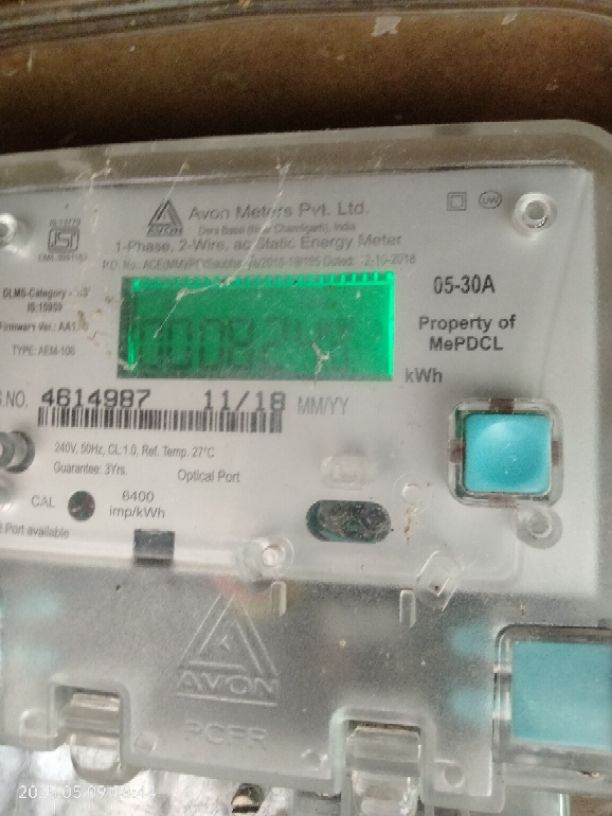 Avon Meters Pvt. Ltd.
AVON
1-Phase, 2-Wire, ac Static Energy Meter
05-30A
Property of
MePDCL
TYPE: AEM-106
kWh
S.NO. 4614987 11/18 MM/YY
240V, 50Hz, CL.1.0, Ref. Temp. 27°C
Guarantee: 3Yrs. Optical Port
CAL 6400
imp/kWh
Port available
AVON